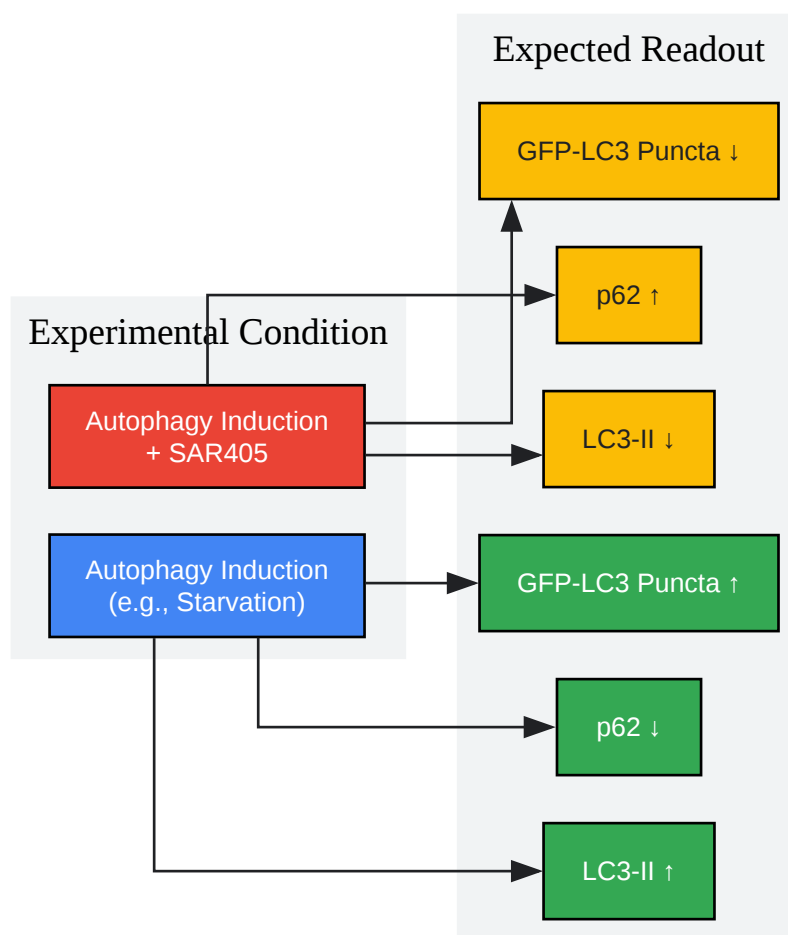 Expected Readout
GFP-LC3 Puncta ↓
p62 ↑
Experimental Condition
Autophagy Induction
+ SAR405
LC3-II ↓
Autophagy Induction
(e.g., Starvation)
GFP-LC3 Puncta ↑
p62 ↓
LC3-II ↑